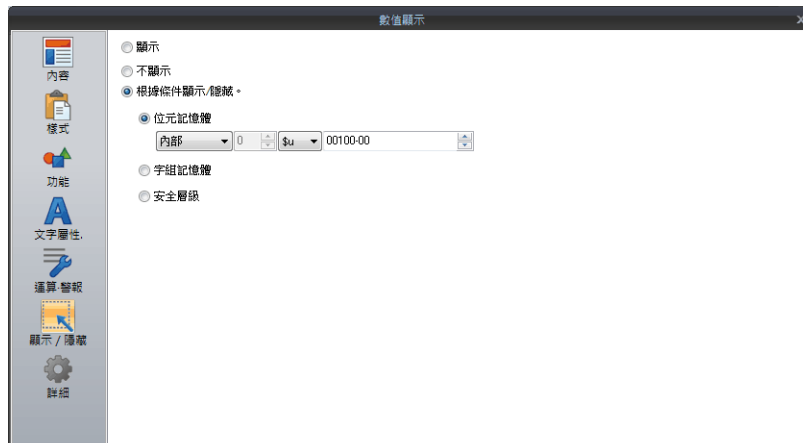 數值顯示
內容
樣式
功能
文字屬性.
運算·警報
顯示 / 隱藏
詳細
顯示
不顯示
根據條件顯示/隱藏。
位元記憶體
內部 0 $u 00100-00
字組記憶體
安全層級